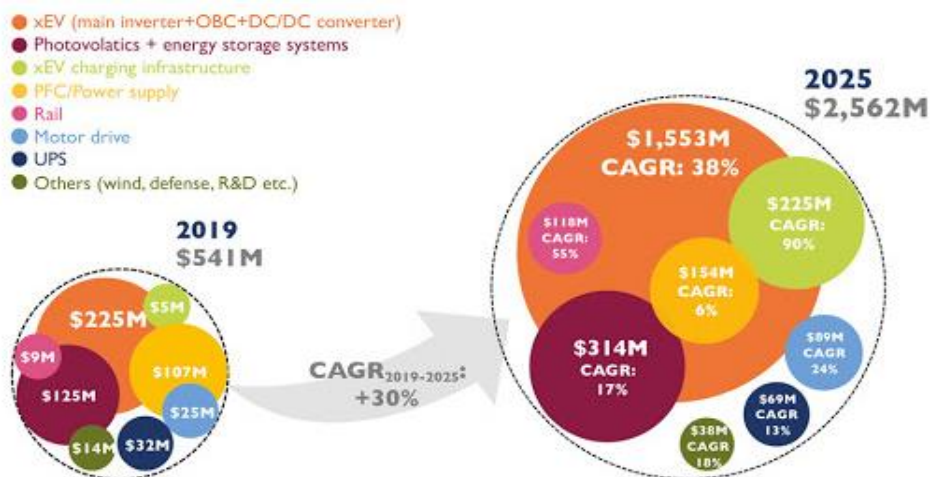 xEV (main inverter+OBC+DC/DC converter)
Photovolatics + energy storage systems
xEV charging infrastructure
PFC/Power supply
Rail
Motor drive
UPS
Others (wind, defense, R&D etc.)
2019
$541M
$225M
$5M
$9M
$107M
$125M
$25M
$14M
$32M
CAGR2019-2025:
+30%
2025
$2,562M
$1,553M
CAGR: 38%
$225M
CAGR:
90%
$118M
CAGR:
55%
$154M
CAGR:
6%
$314M
CAGR:
17%
$89M
CAGR
24%
$69M
CAGR
13%
$38M
CAGR
18%